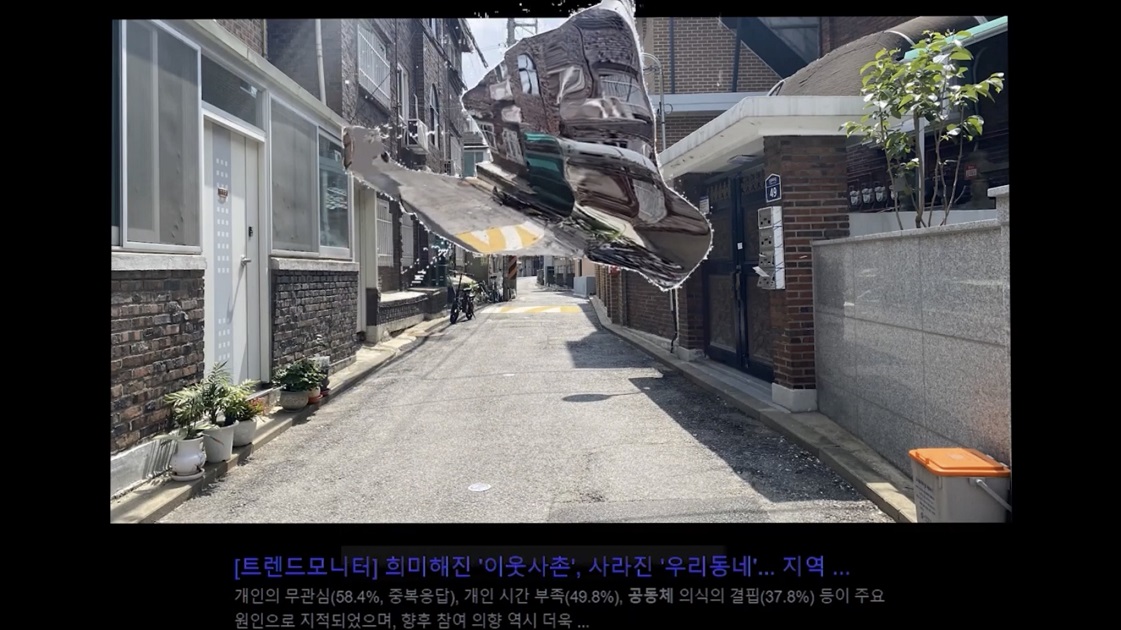 49
[트렌드모니터] 희미해진 '이웃사촌', 사라진 '우리동네'... 지역 ...
개인의 무관심(58.4%, 중복응답), 개인 시간 부족(49.8%), 공동체 의식의 결핍(37.8%) 등이 주요
원인으로 지적되었으며, 향후 참여 의향 역시 더욱 ...